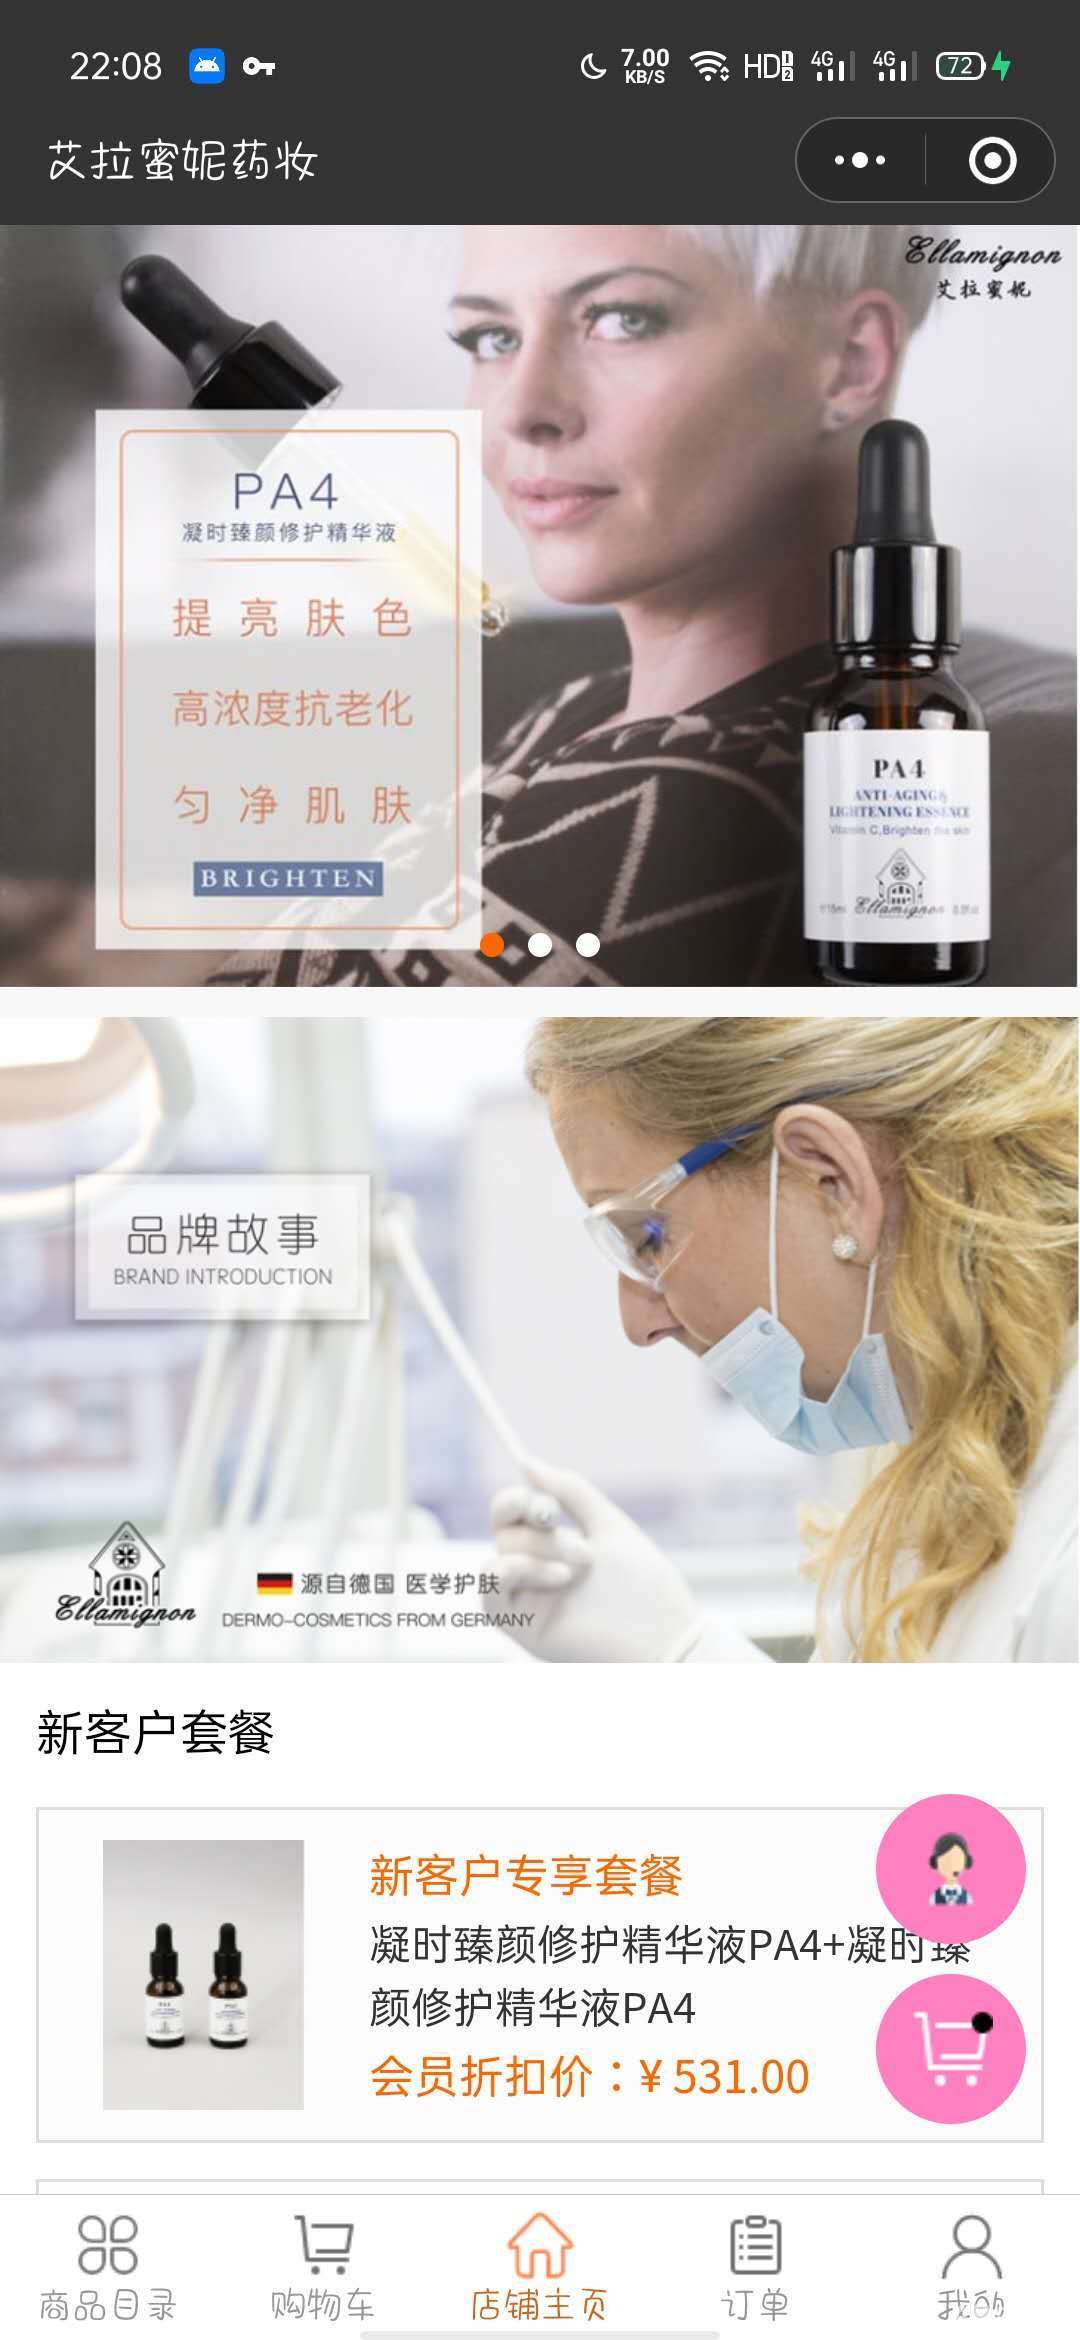 22:08
7.00
KB/S
HD
1
2
4G
4G
72
艾拉蜜妮药妆
Ellamignon
艾拉蜜妮
PA4
凝时臻颜修护精华液
提亮肤色
高浓度抗老化
匀净肌肤
BRIGHTEN
PA4
ANTI-AGING&
LIGHTENING ESSENCE
Vitamin C,Brighten the skin
Ellamignon
品牌故事
BRAND INTRODUCTION
Ellamignon
源自德国 医学护肤
DERMO-COSMETICS FROM GERMANY
新客户套餐
新客户专享套餐
凝时臻颜修护精华液PA4+凝时臻
颜修护精华液PA4
会员折扣价：¥ 531.00
商品目录
购物车
店铺主页
订单
我的